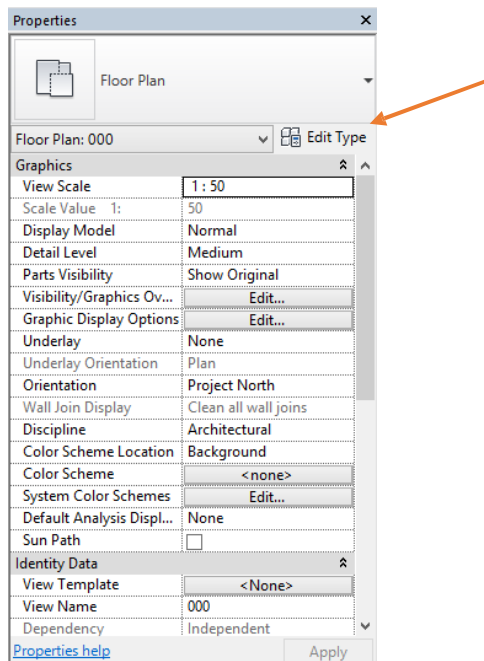 Properties
Floor Plan
Floor Plan: 000 Edit Type
Graphics
View Scale 1 : 50
Scale Value 1: 50
Display Model Normal
Detail Level Medium
Parts Visibility Show Original
Visibility/Graphics Ov... Edit...
Graphic Display Options Edit...
Underlay None
Underlay Orientation Plan
Orientation Project North
Wall Join Display Clean all wall joins
Discipline Architectural
Color Scheme Location Background
Color Scheme <none>
System Color Schemes Edit...
Default Analysis Displ... None
Sun Path
Identity Data
View Template <None>
View Name 000
Dependency Independent
Properties help Apply